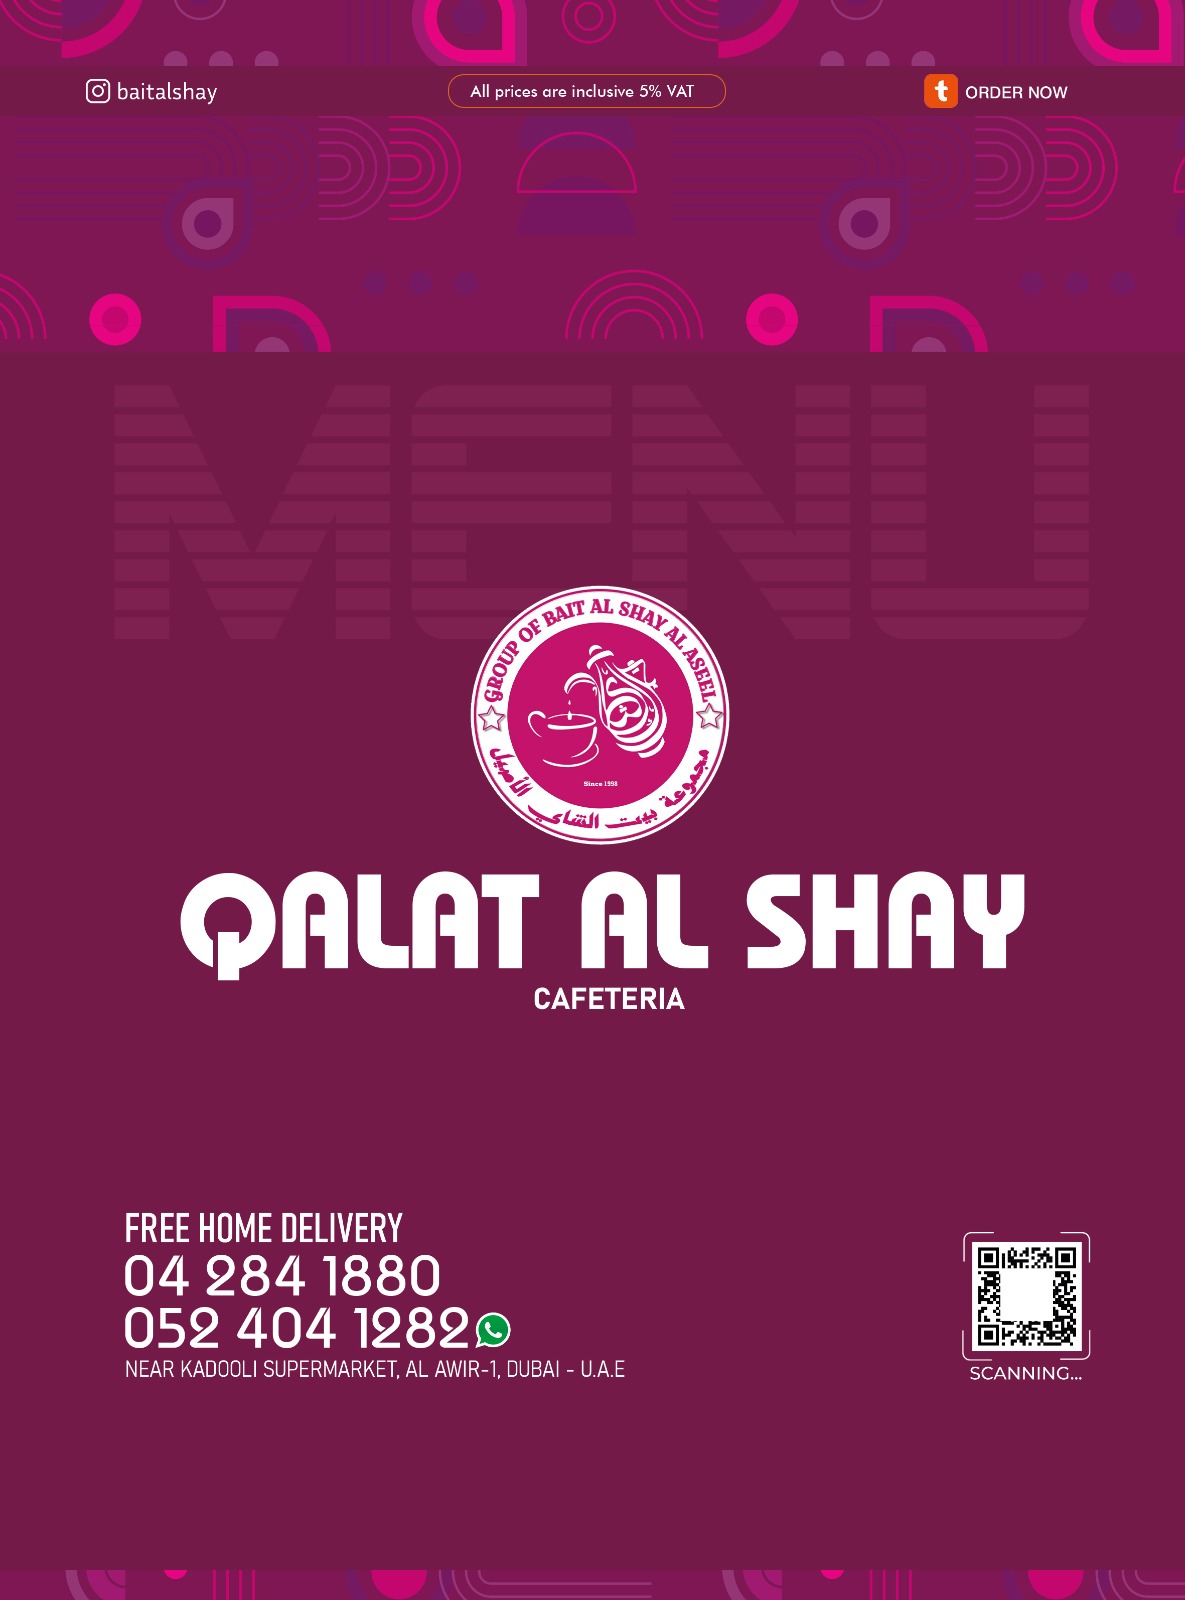 baitalshay
All prices are inclusive 5% VAT
t ORDER NOW
MENU
GROUP OF BAIT AL SHAY AL ASEEL
Since 1998
مجموعة بيت الشاي الأصيل
QALAT AL SHAY
CAFETERIA
FREE HOME DELIVERY
04 284 1880
052 404 1282
NEAR KADOOLI SUPERMARKET, AL AWIR-1, DUBAI - U.A.E
SCANNING...